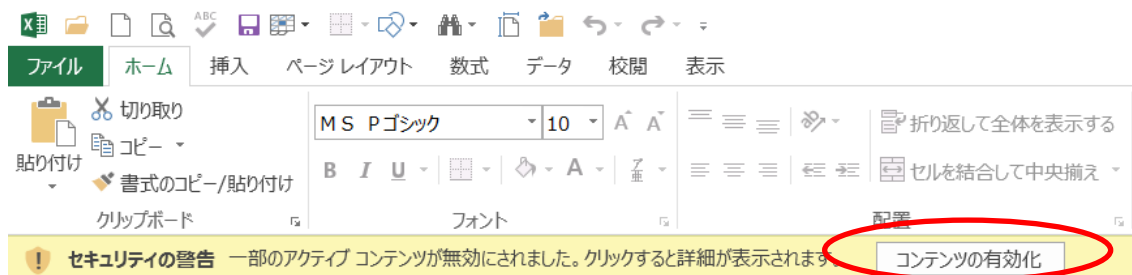 ABC
ファイル ホーム 挿入 ページ レイアウト 数式 データ 校閲 表示
切り取り
コピー
書式のコピー/貼り付け
貼り付け
クリップボード
ＭＳ Ｐゴシック 10 A A
B I U A
フォント
折り返して全体を表示する
セルを結合して中央揃え
配置
セキュリティの警告 一部のアクティブ コンテンツが無効にされました。クリックすると詳細が表示されます。 コンテンツの有効化